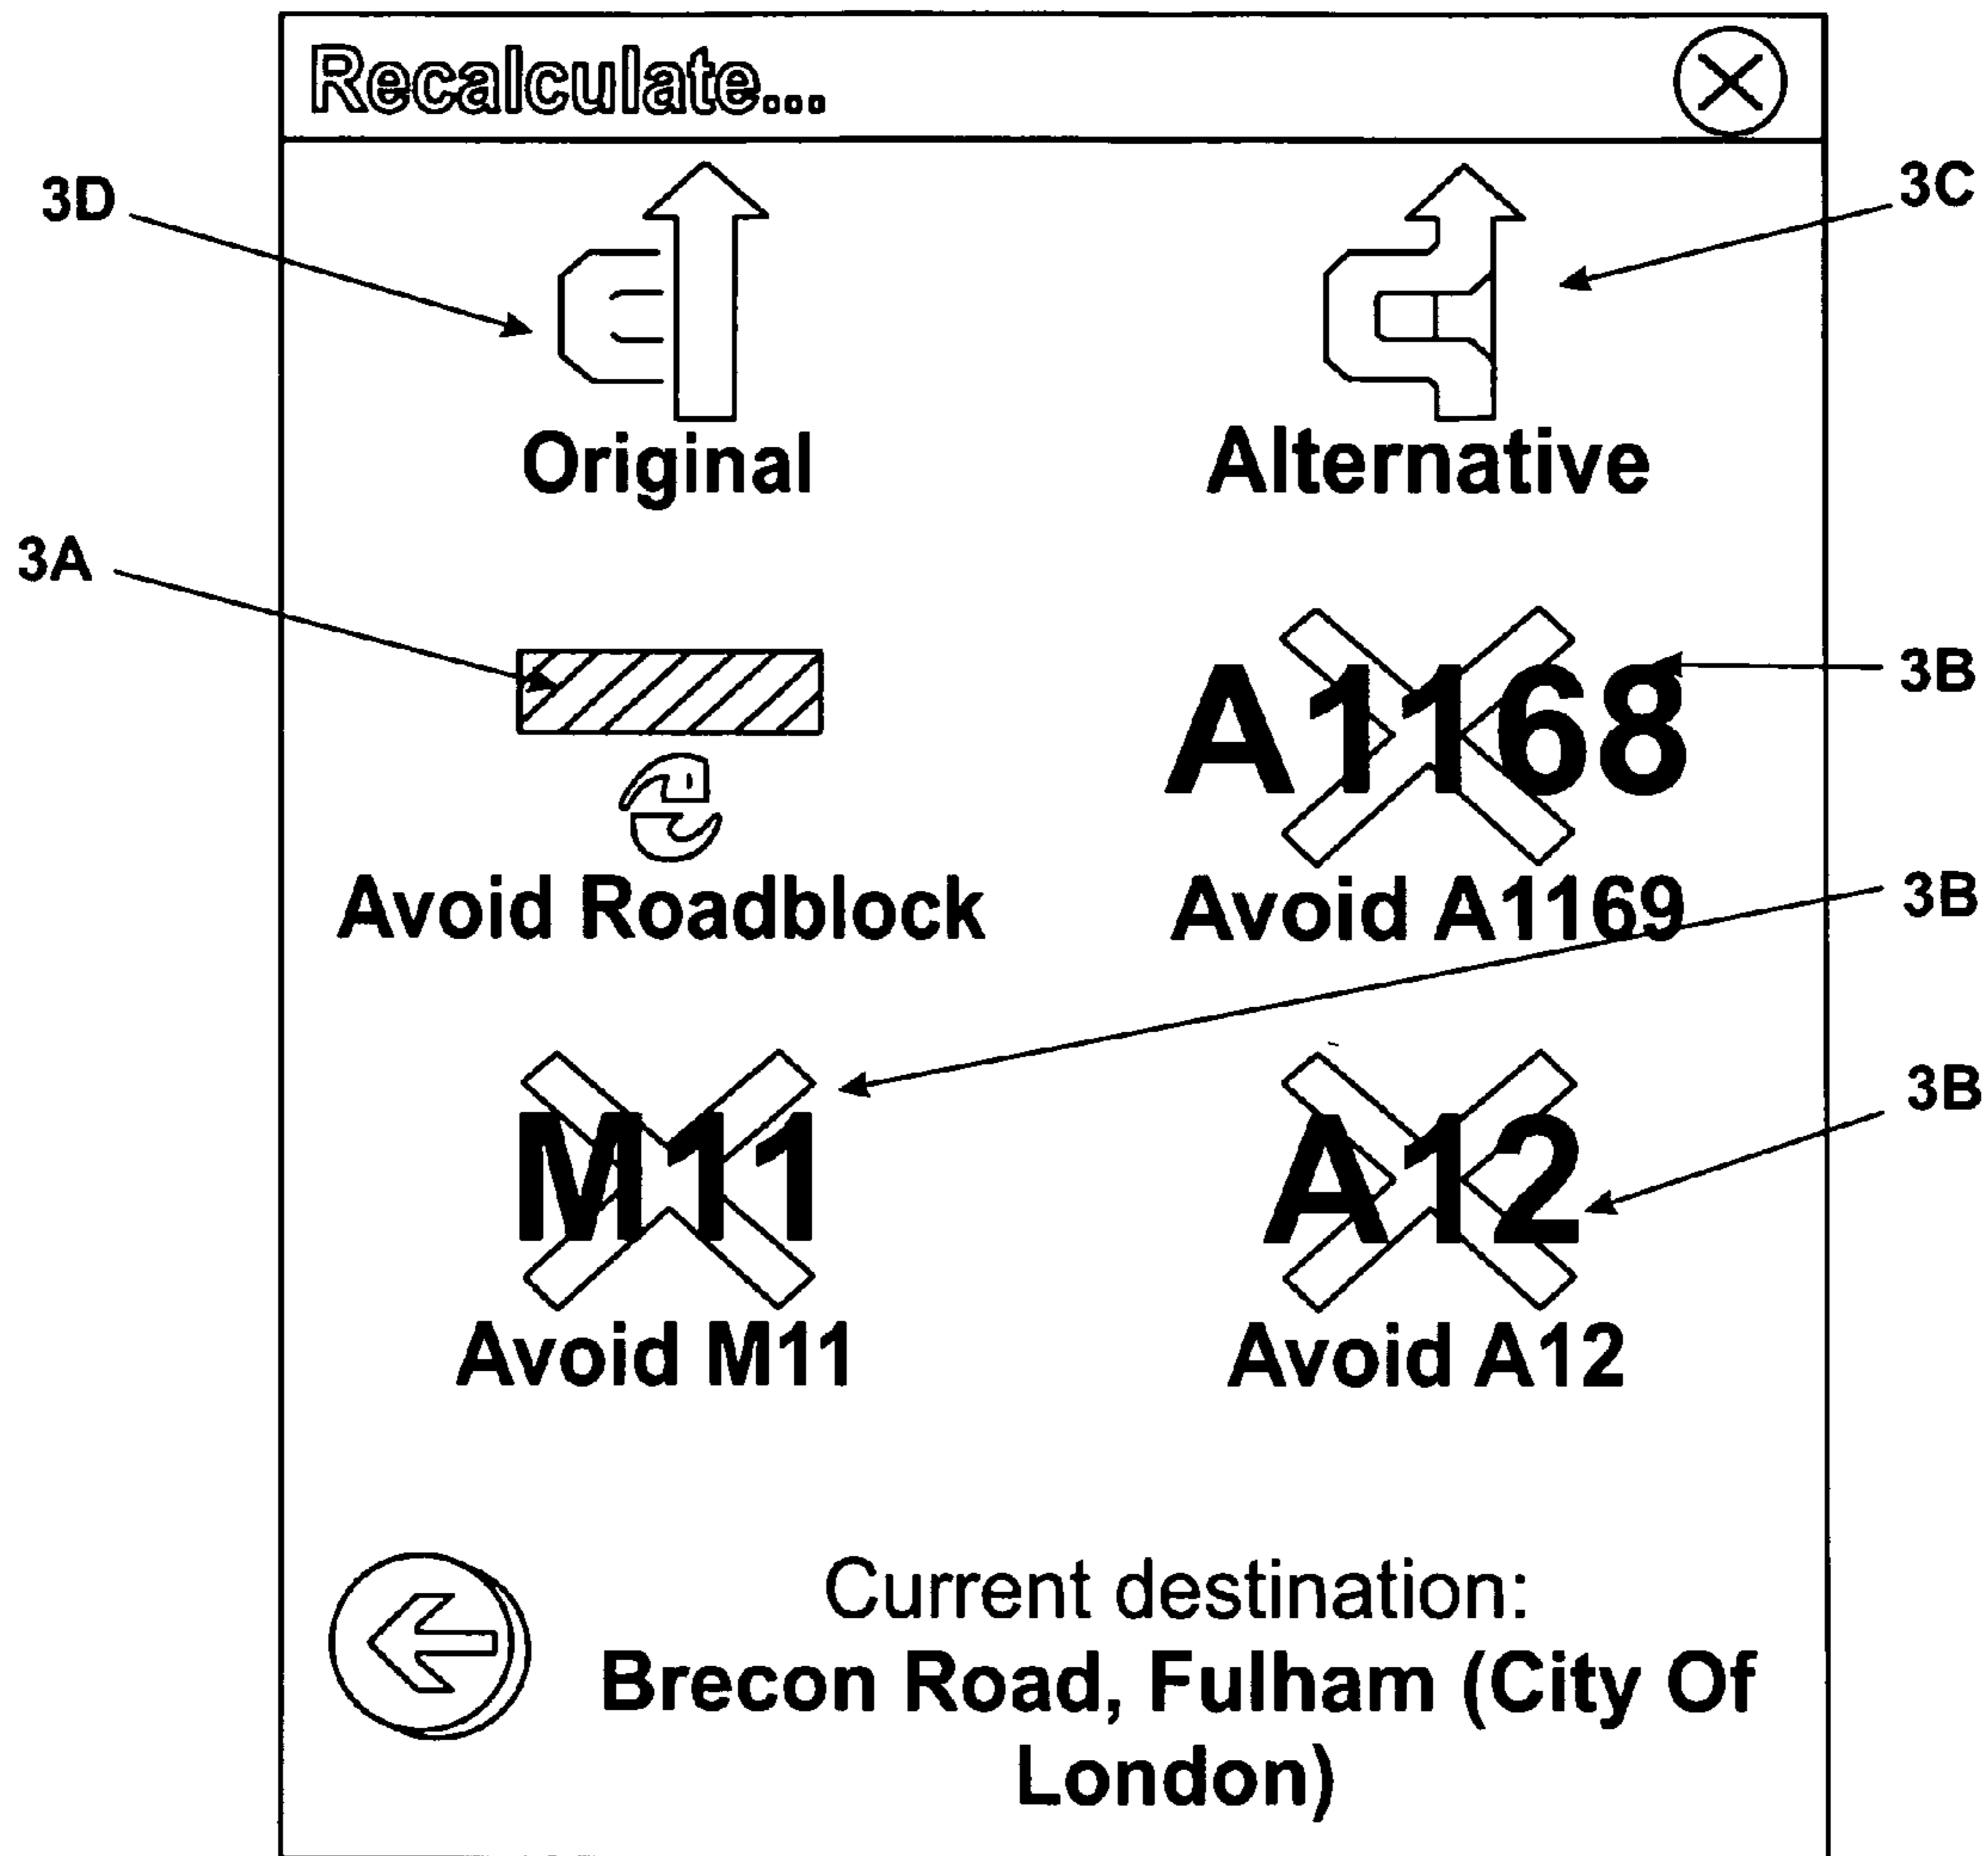 Recalculate...
3D
3C
Original
Alternative
3A
A1168
3B
Avoid Roadblock
Avoid A1169
3B
M11
A12
3B
Avoid M11
Avoid A12
Current destination:
Brecon Road, Fulham (City Of
London)